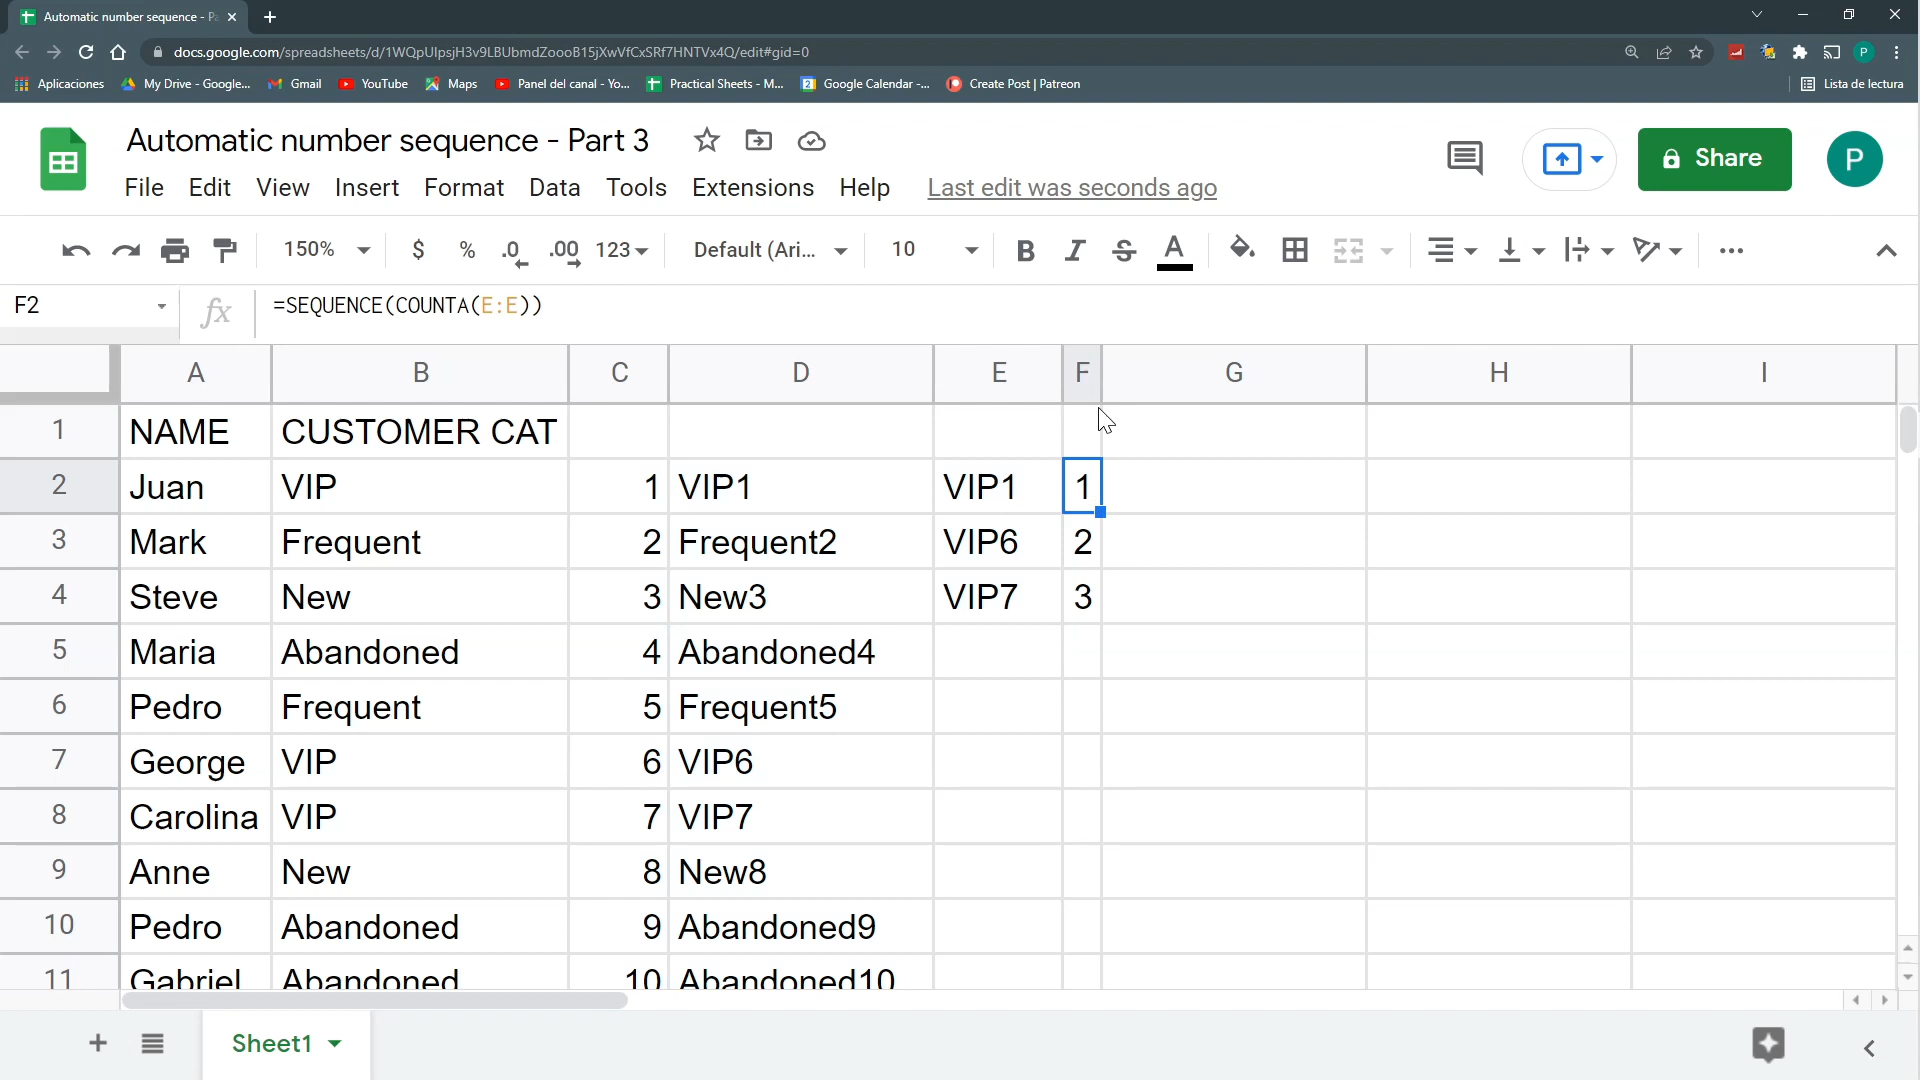 Automatic number sequence - Pa
docs.google.com/spreadsheets/d/1WQpUlpsjH3v9LBUbmdZoooB15jXwVfCxSRf7HNTVx4Q/edit#gid=0
P
Aplicaciones My Drive - Google... Gmail YouTube Maps Panel del canal - Yo... Practical Sheets - M... Google Calendar -... Create Post | Patreon Lista de lectura
Automatic number sequence - Part 3
Share
P
File Edit View Insert Format Data Tools Extensions Help Last edit was seconds ago
150% $ % .0 .00 123 Default (Ari... 10 B I S A
F2 fx =SEQUENCE(COUNTA(E:E))
A B C D E F G H I
1 NAME CUSTOMER CAT
2 Juan VIP 1 VIP1 VIP1 1
3 Mark Frequent 2 Frequent2 VIP6 2
4 Steve New 3 New3 VIP7 3
5 Maria Abandoned 4 Abandoned4
6 Pedro Frequent 5 Frequent5
7 George VIP 6 VIP6
8 Carolina VIP 7 VIP7
9 Anne New 8 New8
10 Pedro Abandoned 9 Abandoned9
11 Gabriel Abandoned 10 Abandoned10
Sheet1